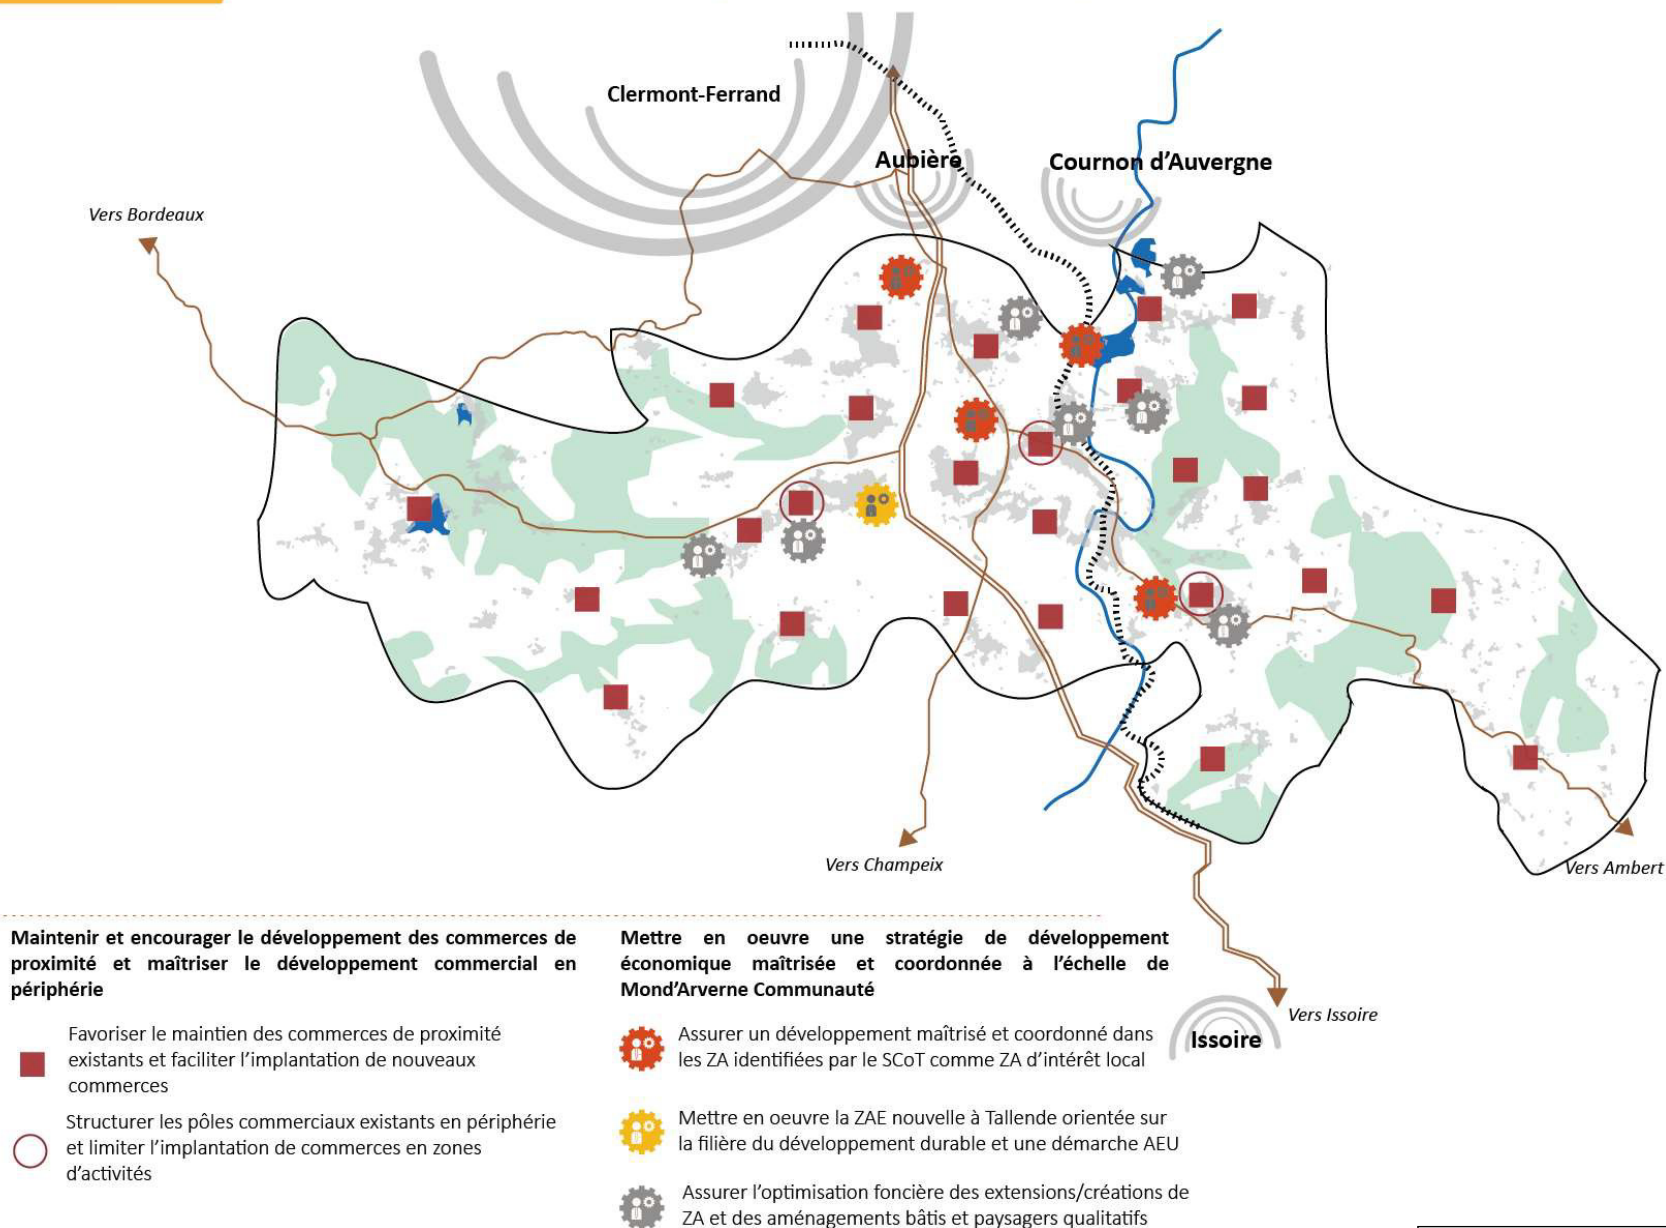 Clermont-Ferrand
Aubière
Cournon d'Auvergne
Vers Bordeaux
Vers Champeix
Vers Ambert
Vers Issoire
Issoire
Maintenir et encourager le développement des commerces de
proximité et maîtriser le développement commercial en
périphérie
Favoriser le maintien des commerces de proximité
existants et faciliter l'implantation de nouveaux
commerces
Structurer les pôles commerciaux existants en périphérie
et limiter l'implantation de commerces en zones
d'activités
Mettre en oeuvre une stratégie de développement
économique maîtrisée et coordonnée à l'échelle de
Mond'Arverne Communauté
Assurer un développement maîtrisé et coordonné dans
les ZA identifiées par le SCoT comme ZA d'intérêt local
Mettre en oeuvre la ZAE nouvelle à Tallende orientée sur
la filière du développement durable et une démarche AEU
Assurer l'optimisation foncière des extensions/créations de
ZA et des aménagements bâtis et paysagers qualitatifs